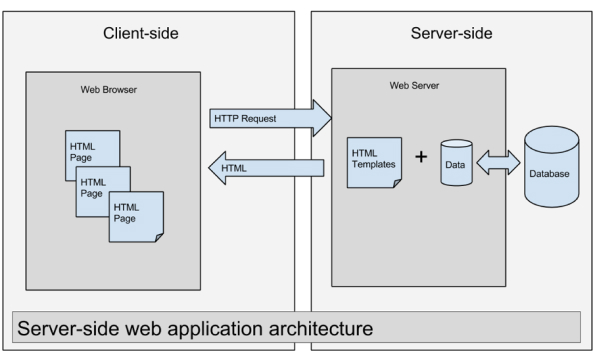 Client-side
Server-side
Web Browser
Web Server
HTML
Page
HTML
Page
HTML
Page
HTTP Request
HTML
HTML
Templates
+
Data
Database
Server-side web application architecture